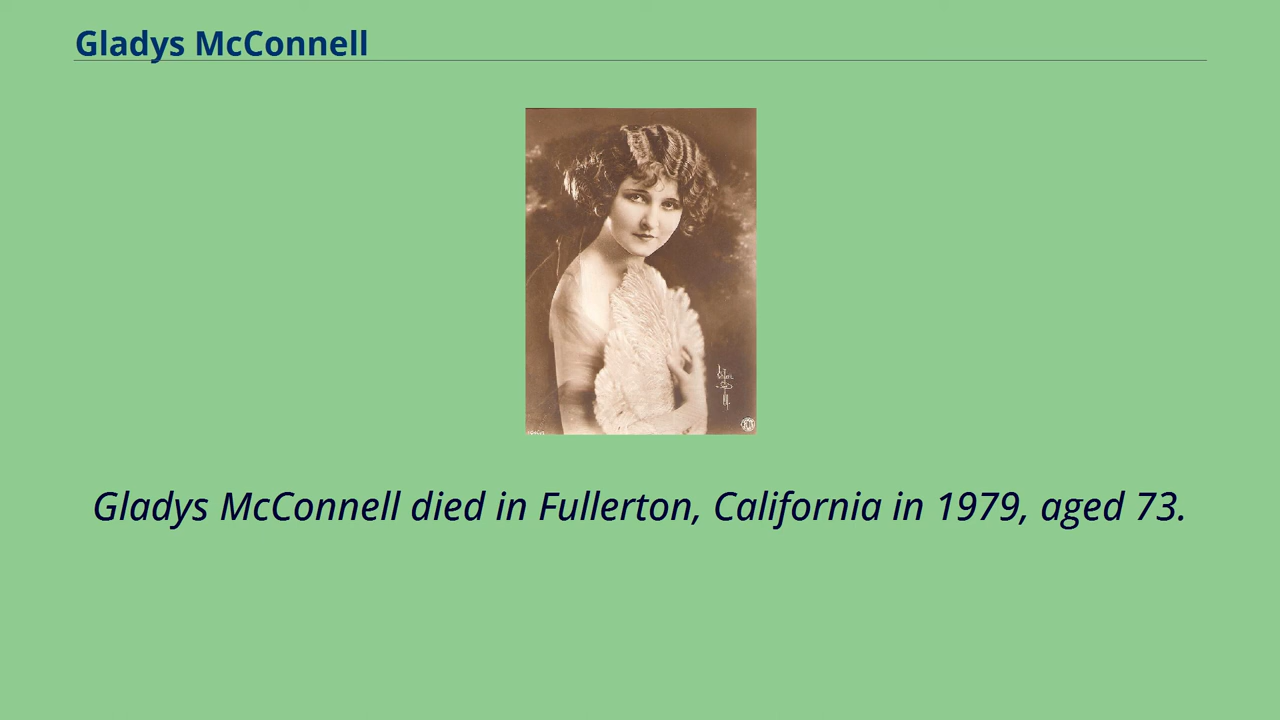 Gladys McConnell
Gladys McConnell died in Fullerton, California in 1979, aged 73.